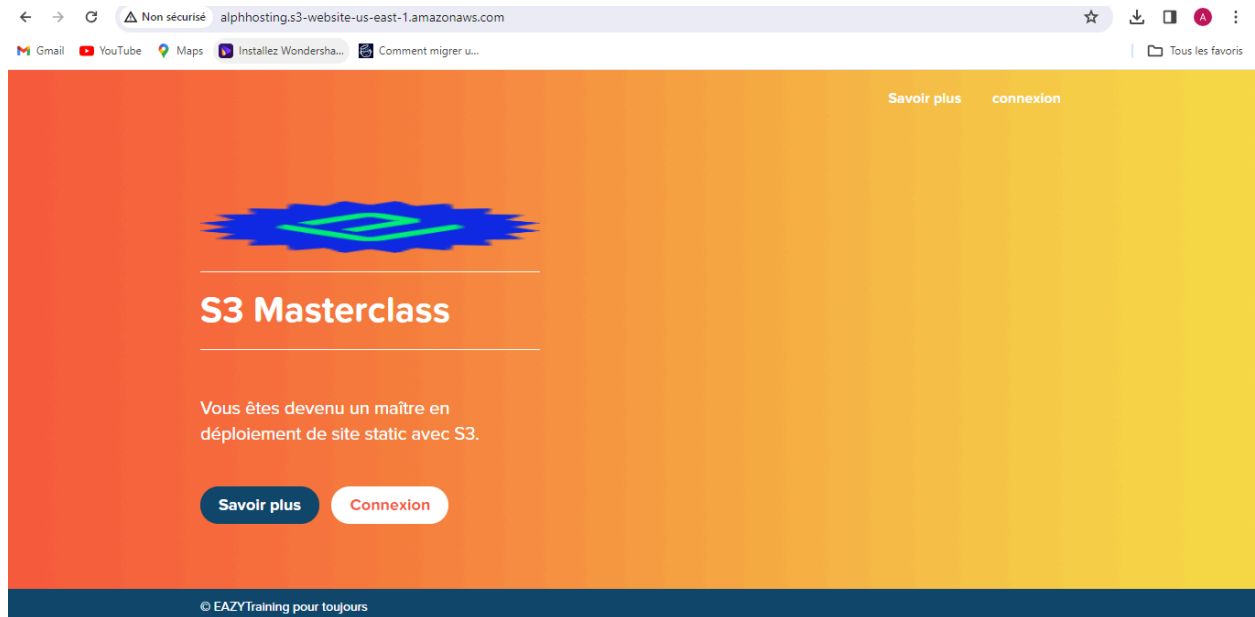 Non sécurisé alphhosting.s3-website-us-east-1.amazonaws.com A
Gmail YouTube Maps Installez Wondersha... Comment migrer u... Tous les favoris
Savoir plus connexion
S3 Masterclass
Vous êtes devenu un maître en
déploiement de site static avec S3.
Savoir plus Connexion
© EAZYTraining pour toujours